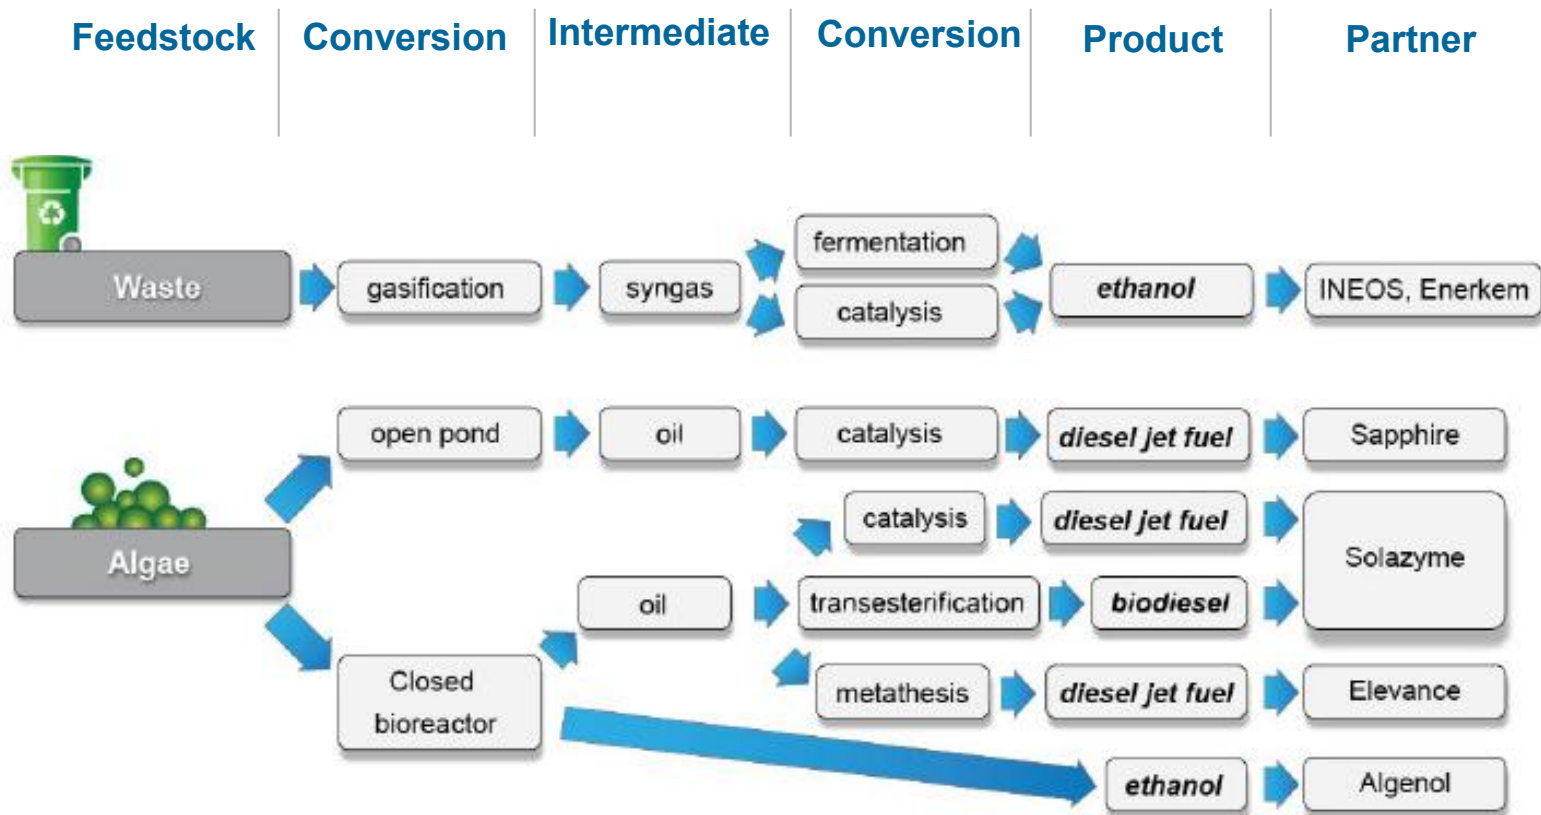 Feedstock
Conversion
Intermediate
Conversion
Product
Partner
Waste
gasification
syngas
fermentation
catalysis
ethanol
INEOS, Enerkem
Algae
open pond
oil
catalysis
diesel jet fuel
Sapphire
catalysis
diesel jet fuel
Solazyme
Closed
bioreactor
oil
transesterification
biodiesel
metathesis
diesel jet fuel
Elevance
ethanol
Algenol